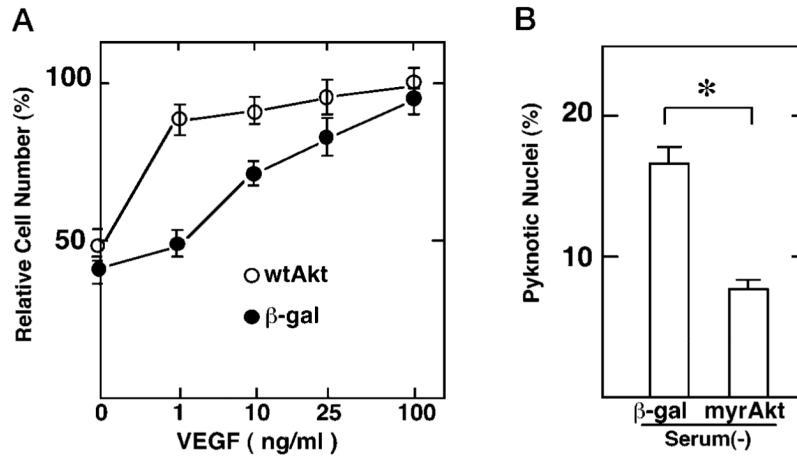 A
Relative Cell Number (%)
100
50
wtAkt
β-gal
0 1 10 25 100
VEGF ( ng/ml )
B
Pyknotic Nuclei (%)
20
10
*
β-gal myrAkt
Serum(-)